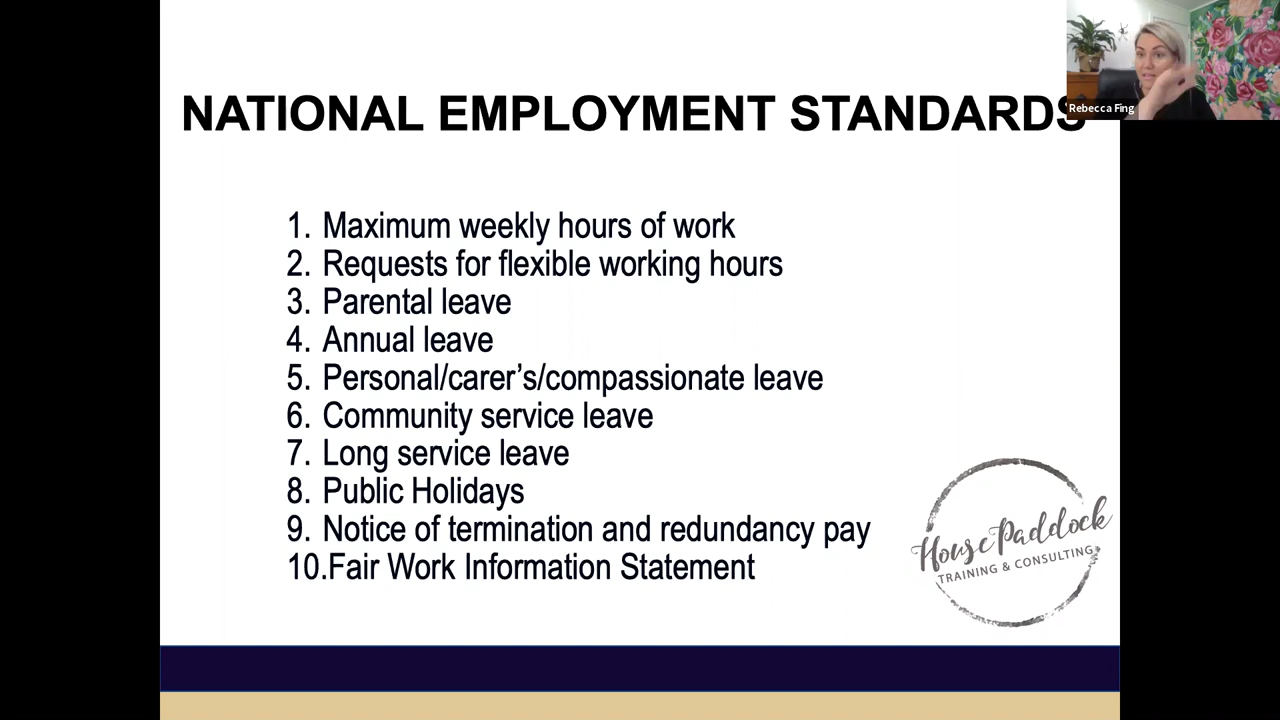 NATIONAL EMPLOYMENT STANDARDS
Rebecca Fing
1. Maximum weekly hours of work
2. Requests for flexible working hours
3. Parental leave
4. Annual leave
5. Personal/carer’s/compassionate leave
6. Community service leave
7. Long service leave
8. Public Holidays
9. Notice of termination and redundancy pay
10.Fair Work Information Statement
House Paddock
TRAINING & CONSULTING